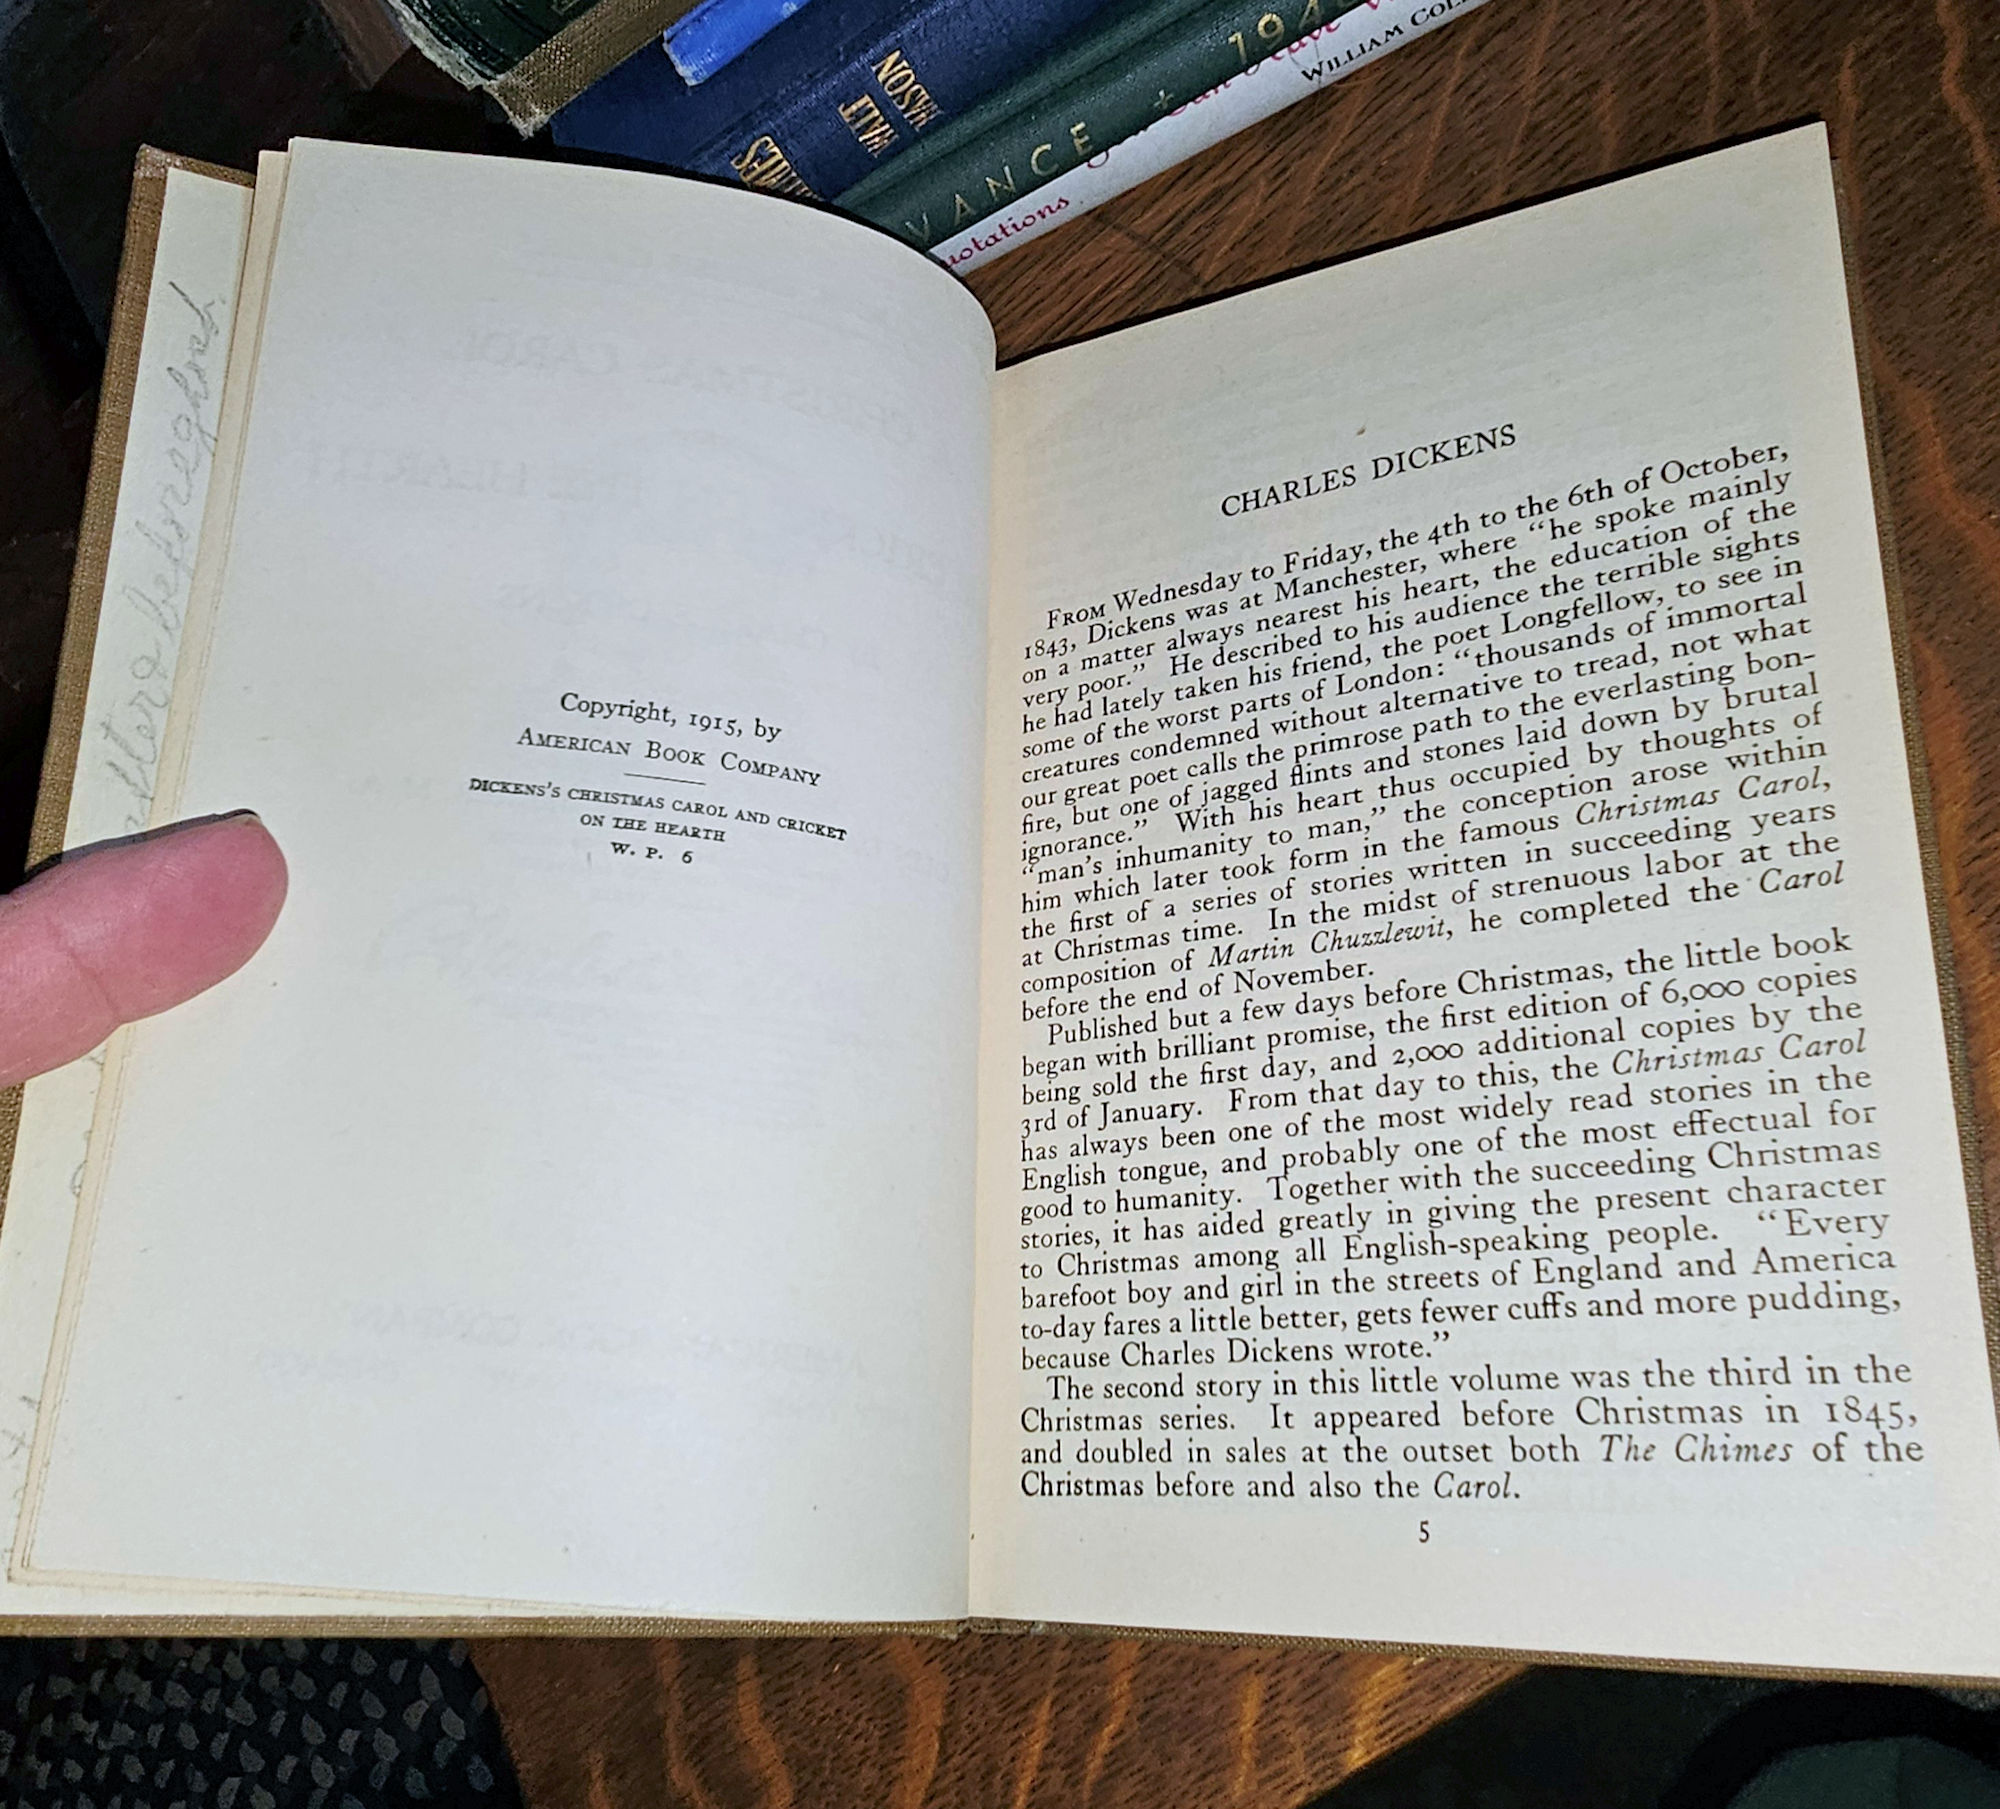 WALT
MASON
VANCE + 194
uotations
WILLIAM COL
Copyright, 1915, by
AMERICAN BOOK COMPANY
DICKENS'S CHRISTMAS CAROL AND CRICKET
ON THE HEARTH
W. P. 6
CHARLES DICKENS
FROM Wednesday to Friday, the 4th to the 6th of October,
1843, Dickens was at Manchester, where "he spoke mainly
on a matter always nearest his heart, the education of the
very poor." He described to his audience the terrible sights
he had lately taken his friend, the poet Longfellow, to see in
some of the worst parts of London: "thousands of immortal
creatures condemned without alternative to tread, not what
our great poet calls the primrose path to the everlasting bon-
fire, but one of jagged flints and stones laid down by brutal
ignorance." With his heart thus occupied by thoughts of
"man's inhumanity to man," the conception arose within
him which later took form in the famous Christmas Carol,
the first of a series of stories written in succeeding years
at Christmas time. In the midst of strenuous labor at the
composition of Martin Chuzzlewit, he completed the Carol
before the end of November.
Published but a few days before Christmas, the little book
began with brilliant promise, the first edition of 6,000 copies
being sold the first day, and 2,000 additional copies by the
3rd of January. From that day to this, the Christmas Carol
has always been one of the most widely read stories in the
English tongue, and probably one of the most effectual for
good to humanity. Together with the succeeding Christmas
stories, it has aided greatly in giving the present character
to Christmas among all English-speaking people. "Every
barefoot boy and girl in the streets of England and America
to-day fares a little better, gets fewer cuffs and more pudding,
because Charles Dickens wrote."
The second story in this little volume was the third in the
Christmas series. It appeared before Christmas in 1845,
and doubled in sales at the outset both The Chimes of the
Christmas before and also the Carol.
5